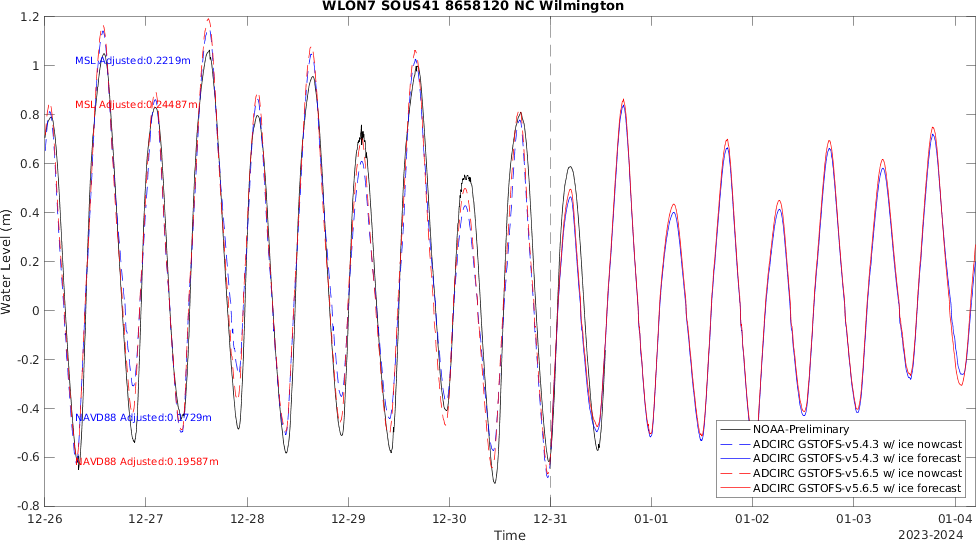 WLON7 SOUS41 8658120 NC Wilmington
1.2
1
0.8
0.6
0.4
0.2
0
-0.2
-0.4
-0.6
-0.8
Water Level (m)
MSL Adjusted:0.2219m
MSL Adjusted:0.24487m
NAVD88 Adjusted:0.1729m
NAVD88 Adjusted:0.19587m
NOAA-Preliminary
ADCIRC GSTOFS-v5.4.3 w/ ice nowcast
ADCIRC GSTOFS-v5.4.3 w/ ice forecast
ADCIRC GSTOFS-v5.6.5 w/ ice nowcast
ADCIRC GSTOFS-v5.6.5 w/ ice forecast
12-26 12-27 12-28 12-29 12-30 12-31 01-01 01-02 01-03 01-04
Time
2023-2024